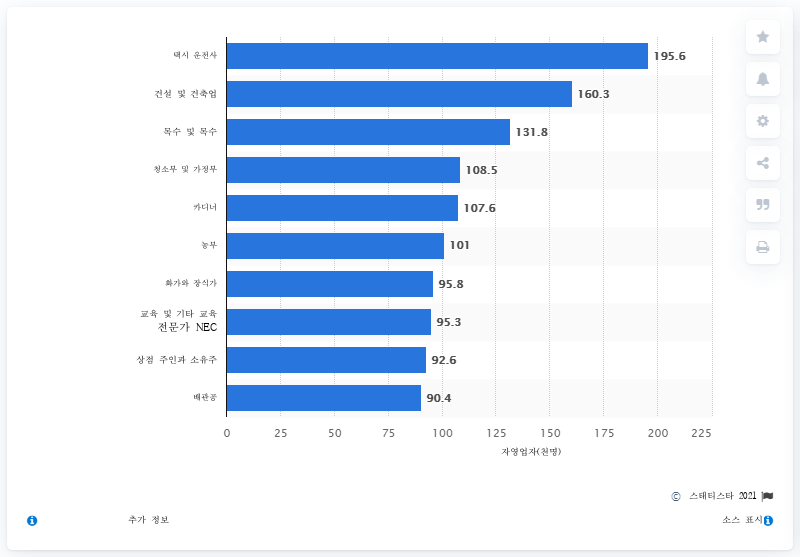 택시 운전사
195.6
건설 및 건축업
160.3
목수 및 목수
131.8
청소부 및 가정부
108.5
카디너
107.6
농부
101
화가와 장식가
95.8
교육 및 기타 교육
전문가 NEC
95.3
상점 주인과 소유주
92.6
배관공
90.4
0 25 50 75 100 125 150 175 200 225
자영업자(천명)
© 스태티스타 2021
추가 정보
소스 표시